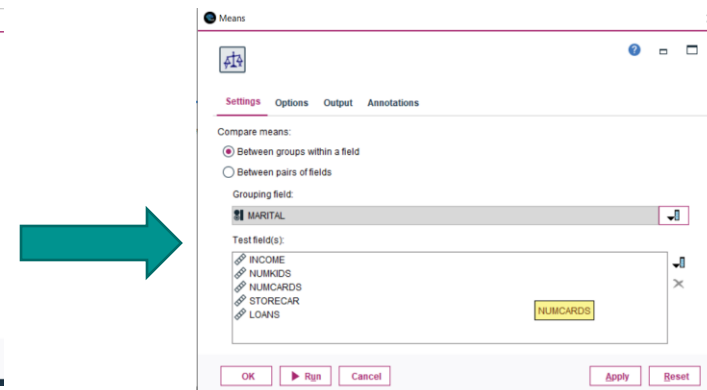 Means
Settings Options Output Annotations
Compare means:
Between groups within a field
Between pairs of fields
Grouping field:
MARITAL
Test field(s):
INCOME
NUMKIDS
NUMCARDS
STORECAR
LOANS
NUMCARDS
OK Run Cancel Apply Reset